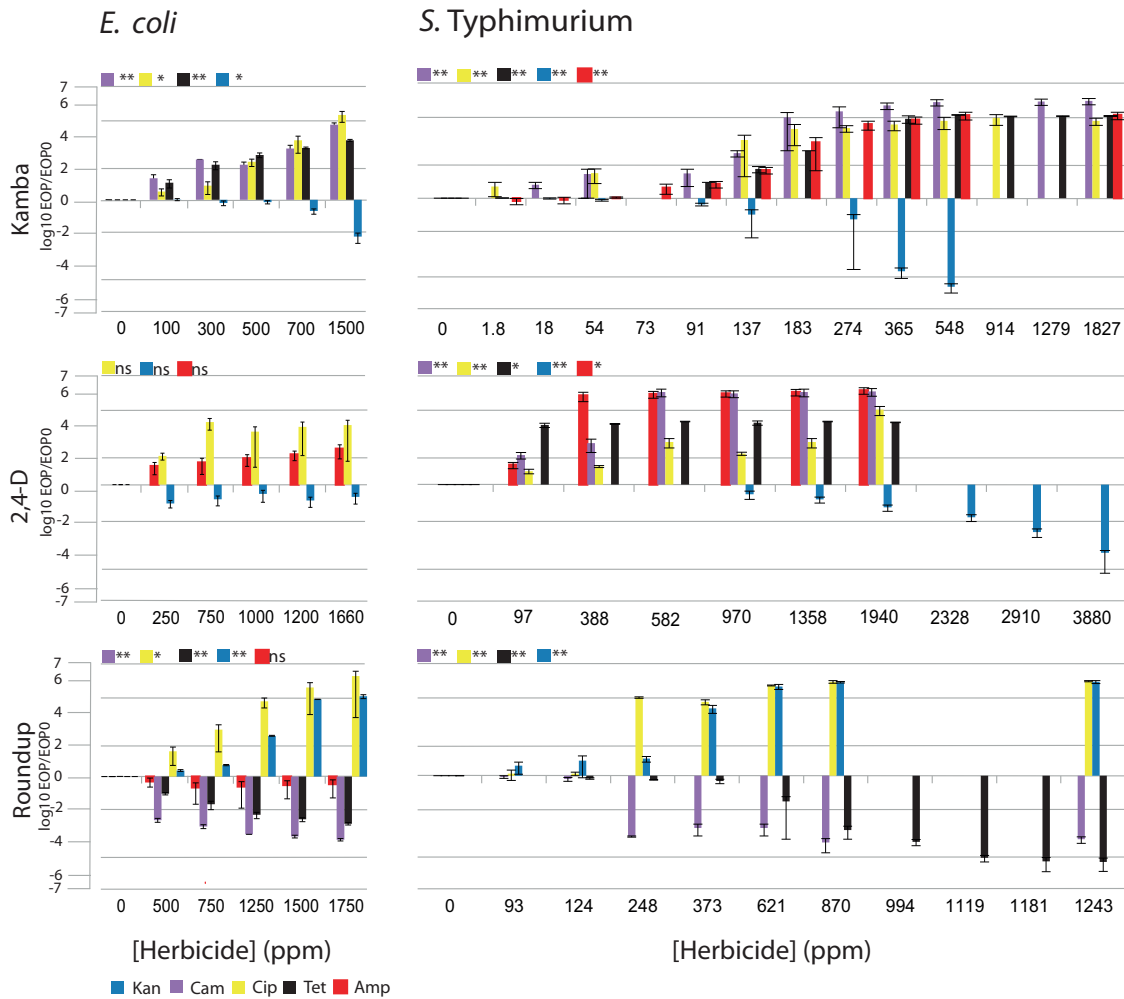 E. coli
S. Typhimurium
** * ** *
** ** ** ** **
Kamba
log10 EOP/EOP0
7
6
4
2
0
-2
-4
-6
-7
0 100 300 500 700 1500
0 1.8 18 54 73 91 137 183 274 365 548 914 1279 1827
ns ns ns
** ** * ** *
2,4-D
log10 EOP/EOP0
7
6
4
2
0
-2
-4
-6
-7
0 250 750 1000 1200 1660
0 97 388 582 970 1358 1940 2328 2910 3880
** * ** ** ns
** ** ** **
Roundup
log10 EOP/EOP0
7
6
4
2
0
-2
-4
-6
-7
0 500 750 1250 1500 1750
0 93 124 248 373 621 870 994 1119 1181 1243
[Herbicide] (ppm)
[Herbicide] (ppm)
Kan Cam Cip Tet Amp